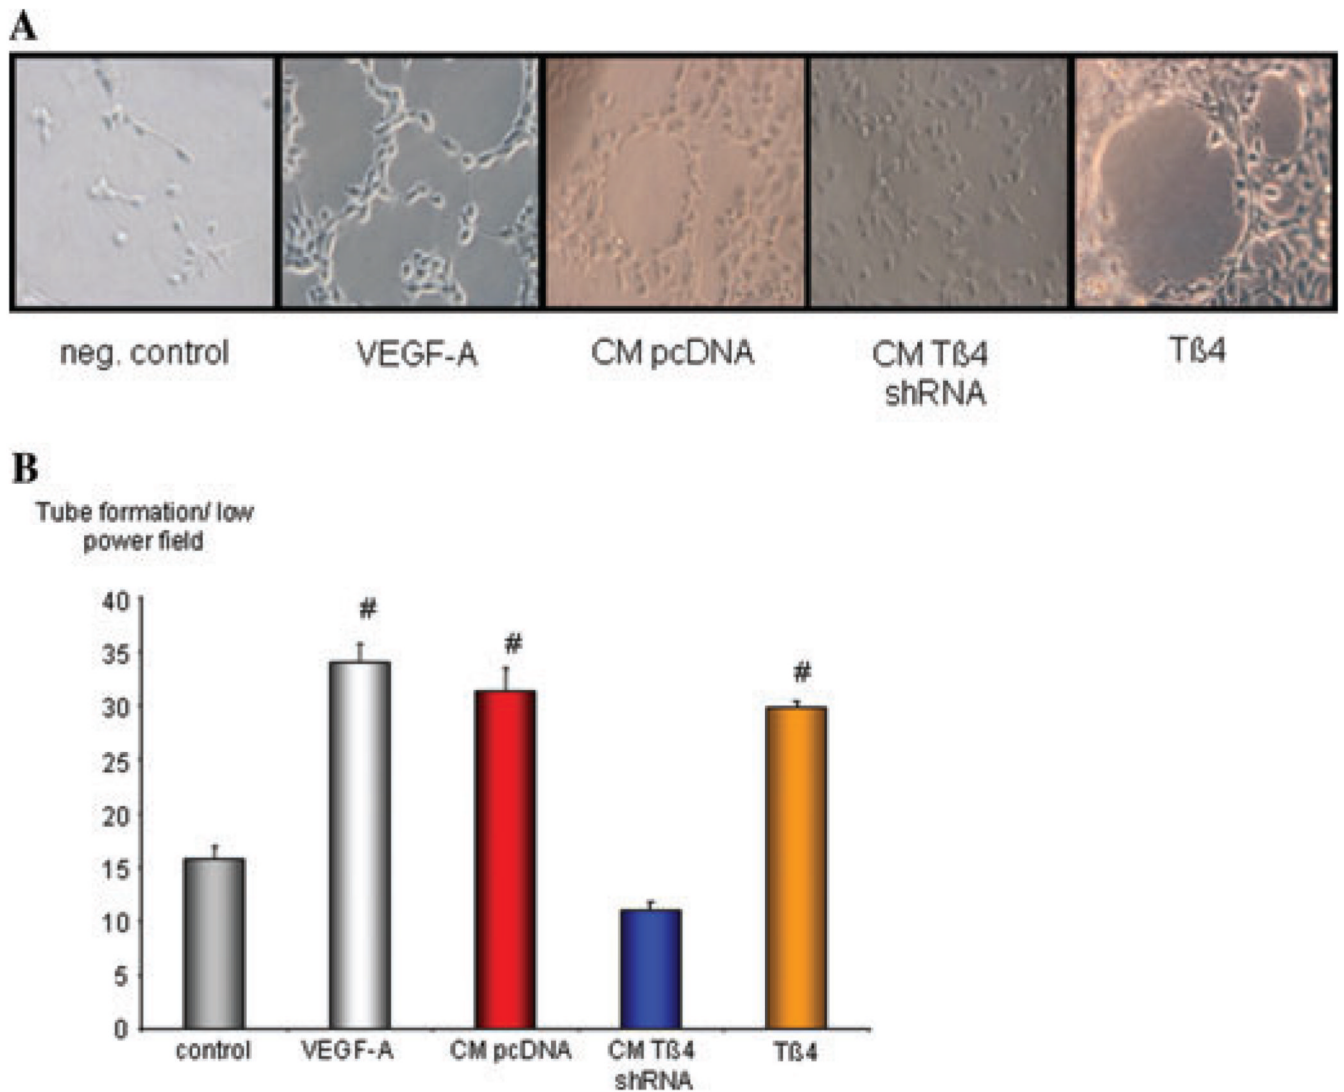 A
neg. control
VEGF-A
CM pcDNA
CM Tß4
shRNA
Tß4
B
Tube formation/ low
power field
40
35
30
25
20
15
10
5
0
#
#
#
control
VEGF-A
CM pcDNA
CM Tß4
shRNA
Tß4